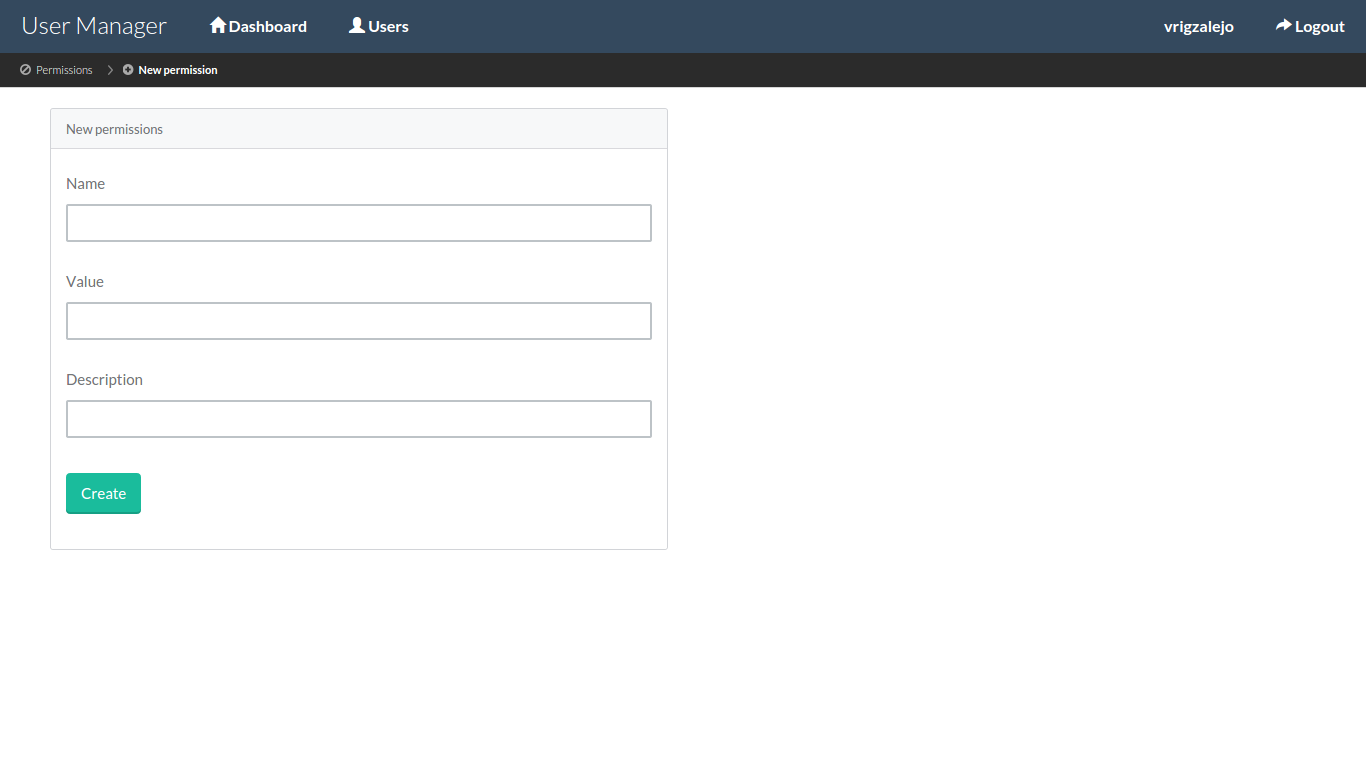 User Manager Dashboard Users vrigzalejo Logout
Permissions New permission
New permissions
Name
Value
Description
Create